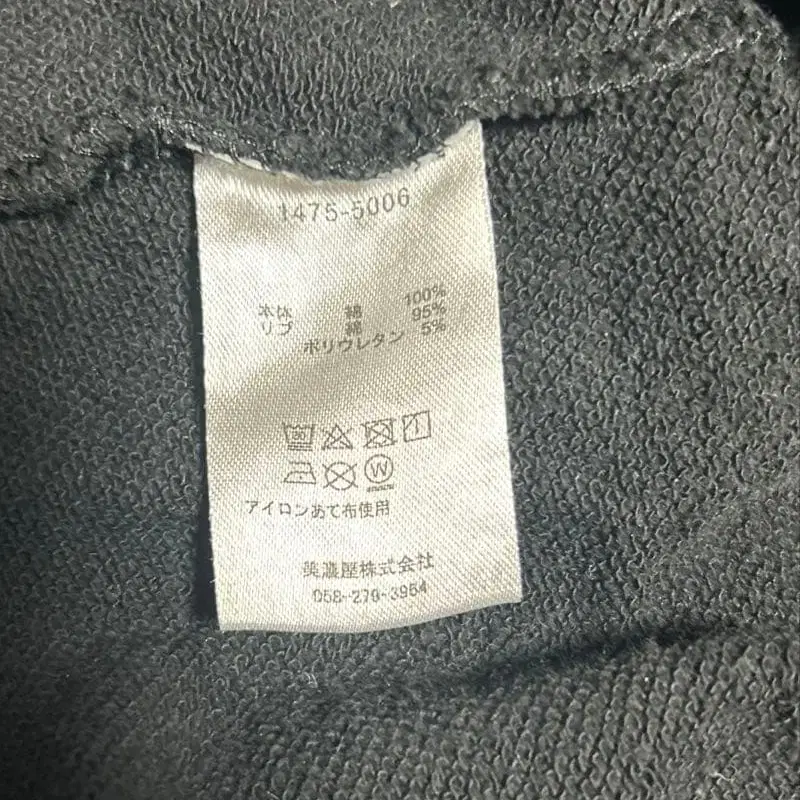 1475-5006
本体 綿 100%
リブ 綿 95%
ポリウレタン 5%
アイロンあて布使用
美濃屋株式会社
058-279-3954